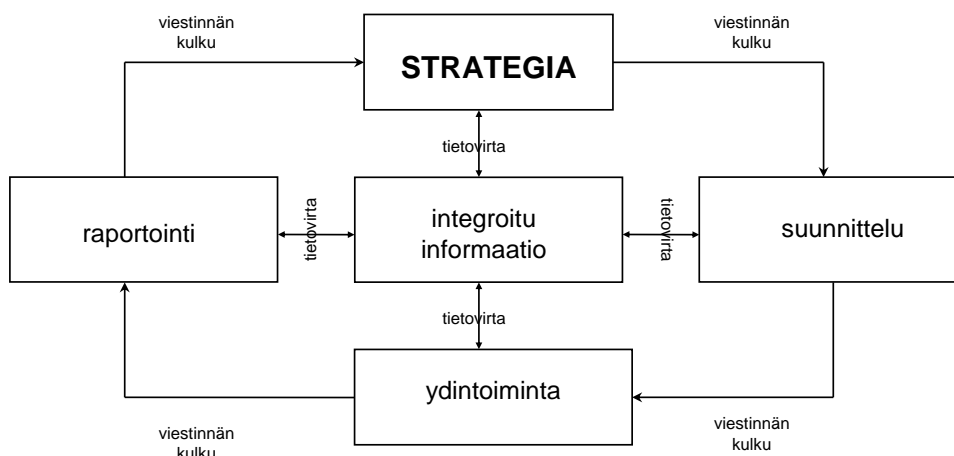 viestinnän
kulku
viestinnän
kulku
STRATEGIA
tietovirta
raportointi
tietovirta
integroitu
informaatio
tietovirta
suunnittelu
tietovirta
ydintoiminta
viestinnän
kulku
viestinnän
kulku